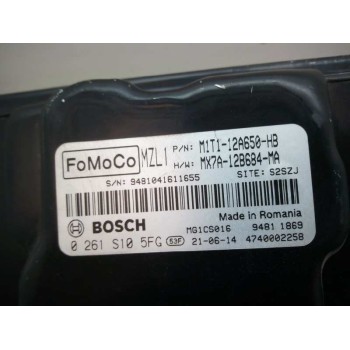 FoMoCo MZL1 P/N: M1T1-12A650-HB
H/W: MX7A-12B684-MA
S/N: 9481041611655 SITE: S2SZJ
BOSCH Made in Romania
MG1CS016 9481 1869
0 261 S10 5FG 53F 21-06-14 4740002258